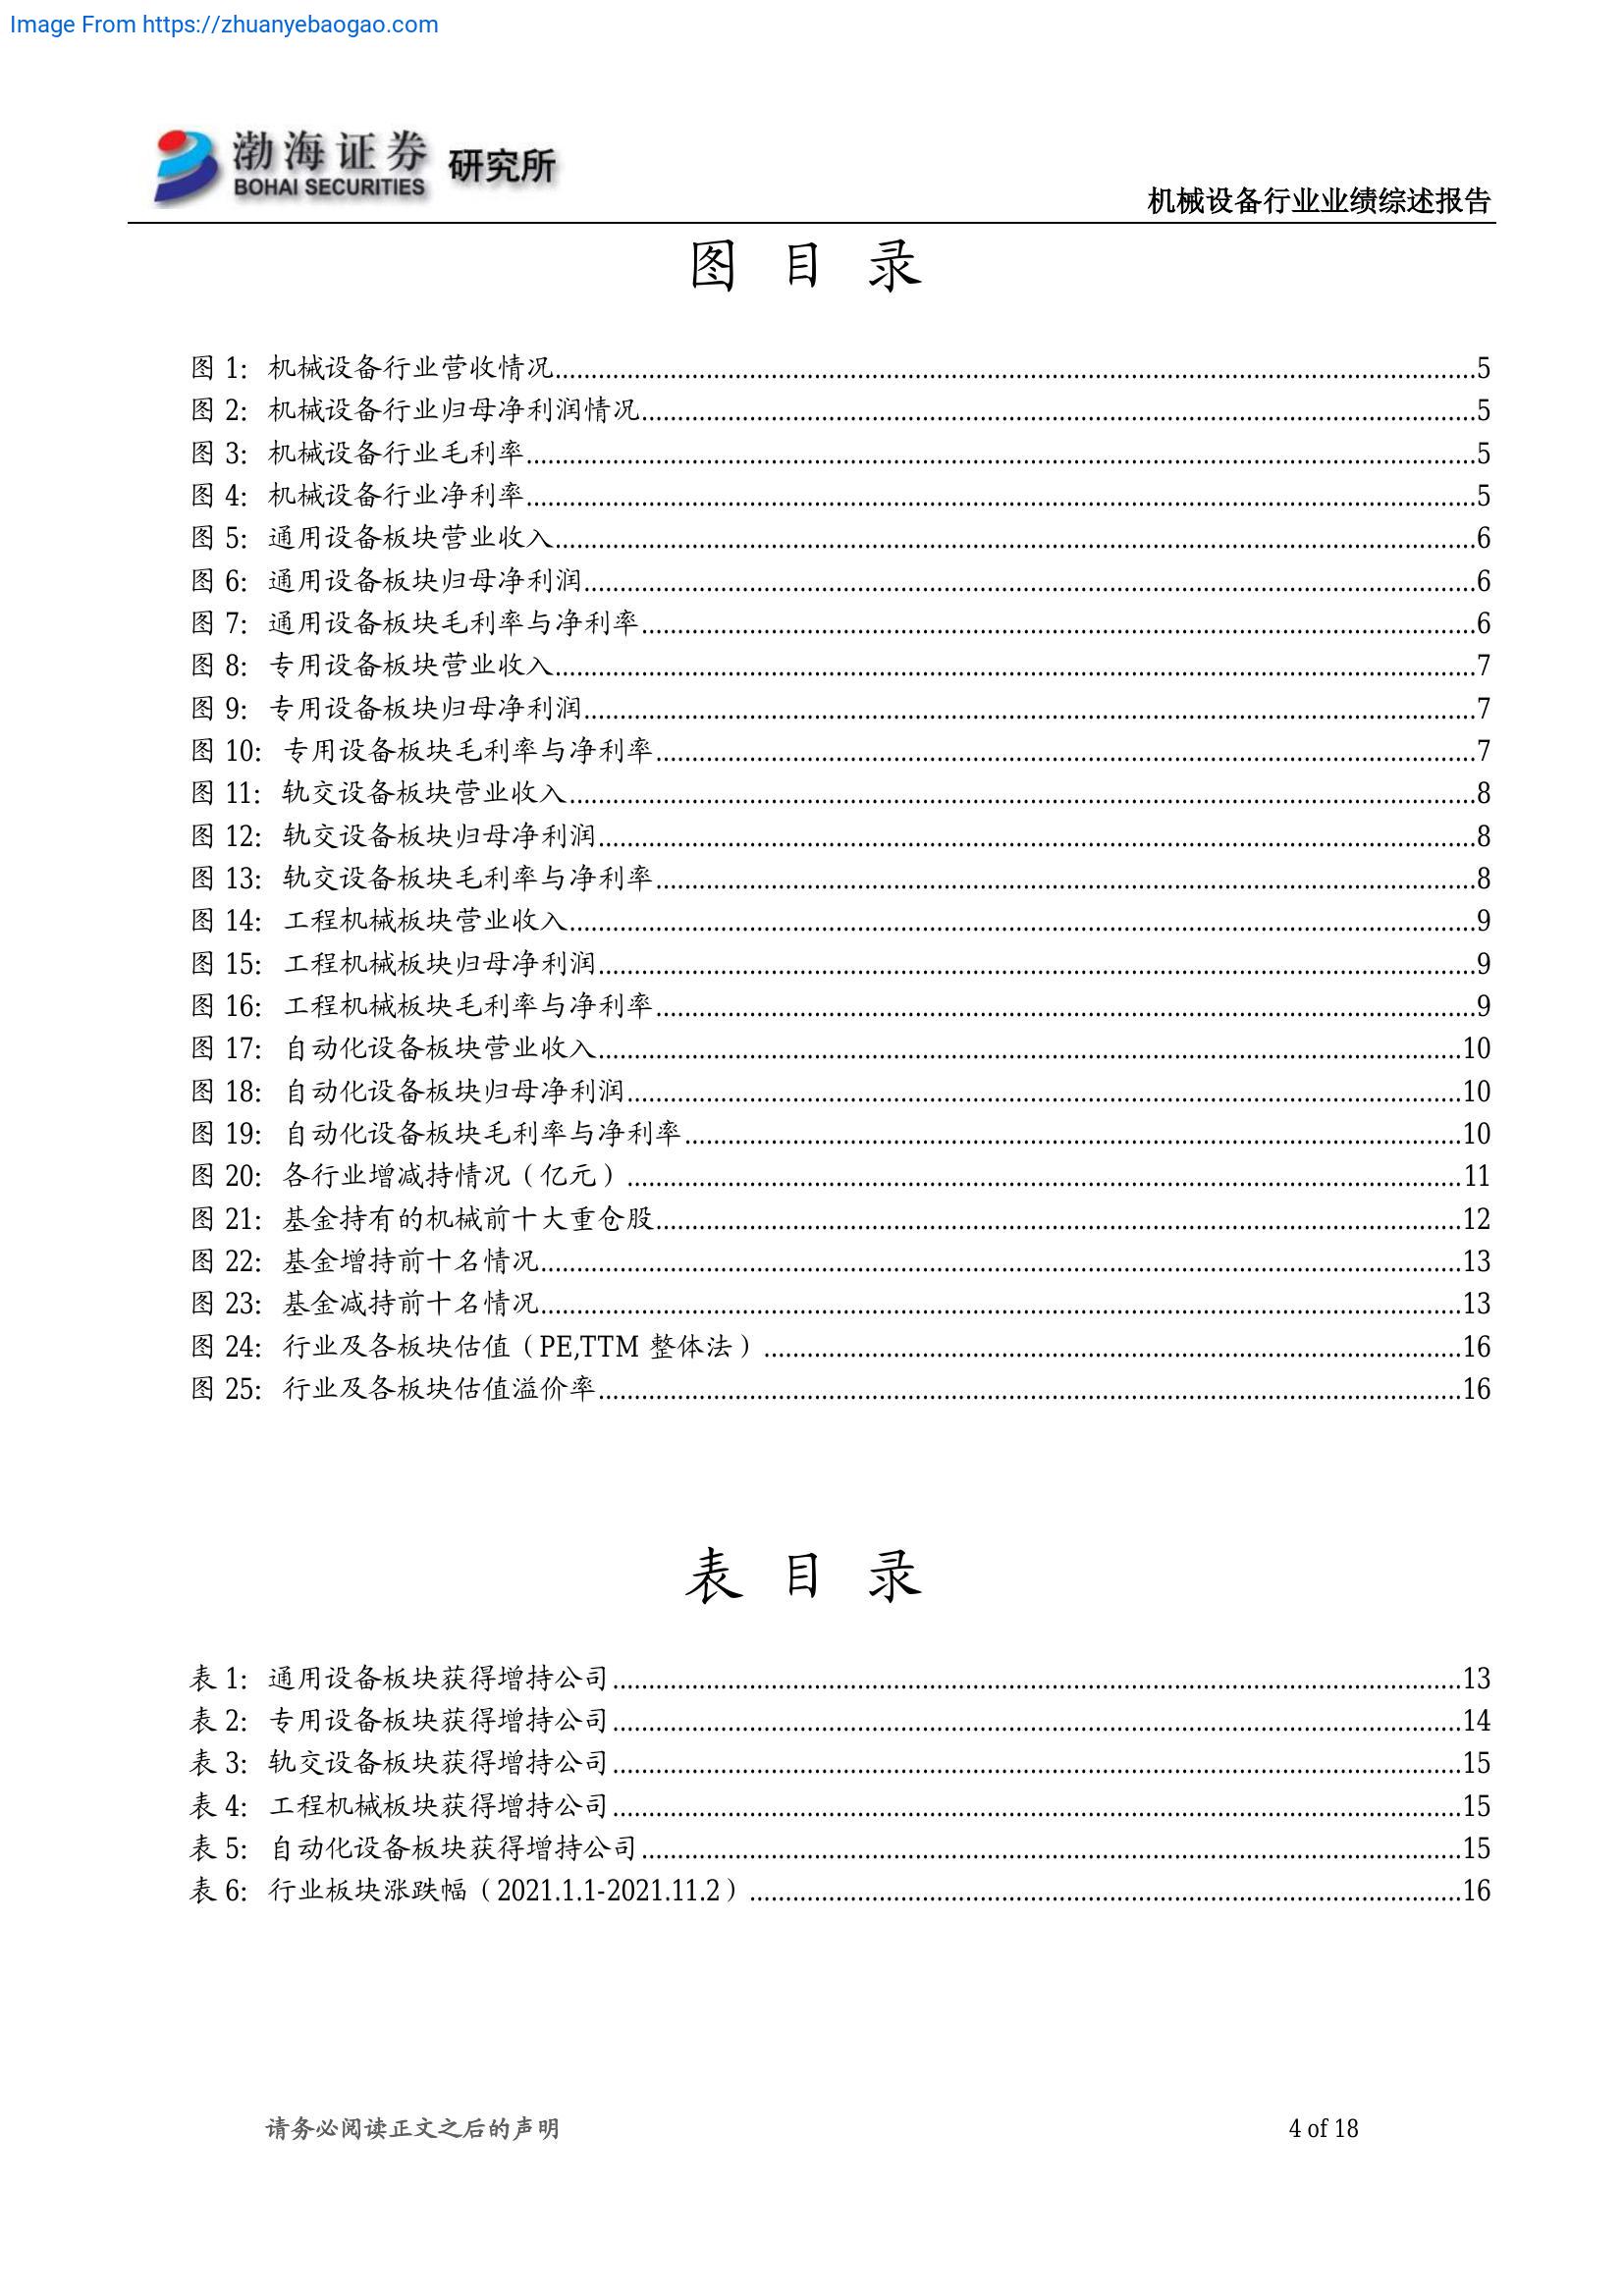 Image From https://zhuanyebaogao.com
渤海证券 研究所
BOHAI SECURITIES
机械设备行业业绩综述报告
图 目 录
图 1: 机械设备行业营收情况.....5
图 2: 机械设备行业归母净利润情况.....5
图 3: 机械设备行业毛利率.....5
图 4: 机械设备行业净利率.....5
图 5: 通用设备板块营业收入.....6
图 6: 通用设备板块归母净利润.....6
图 7: 通用设备板块毛利率与净利率.....6
图 8: 专用设备板块营业收入.....7
图 9: 专用设备板块归母净利润.....7
图 10: 专用设备板块毛利率与净利率.....7
图 11: 轨交设备板块营业收入.....8
图 12: 轨交设备板块归母净利润.....8
图 13: 轨交设备板块毛利率与净利率.....8
图 14: 工程机械板块营业收入.....9
图 15: 工程机械板块归母净利润.....9
图 16: 工程机械板块毛利率与净利率.....9
图 17: 自动化设备板块营业收入.....10
图 18: 自动化设备板块归母净利润.....10
图 19: 自动化设备板块毛利率与净利率.....10
图 20: 各行业增减持情况（亿元）.....11
图 21: 基金持有的机械前十大重仓股.....12
图 22: 基金增持前十名情况.....13
图 23: 基金减持前十名情况.....13
图 24: 行业及各板块估值（PE,TTM 整体法）.....16
图 25: 行业及各板块估值溢价率.....16
表 目 录
表 1: 通用设备板块获得增持公司.....13
表 2: 专用设备板块获得增持公司.....14
表 3: 轨交设备板块获得增持公司.....15
表 4: 工程机械板块获得增持公司.....15
表 5: 自动化设备板块获得增持公司.....15
表 6: 行业板块涨跌幅（2021.1.1-2021.11.2）.....16
请务必阅读正文之后的声明
4 of 18